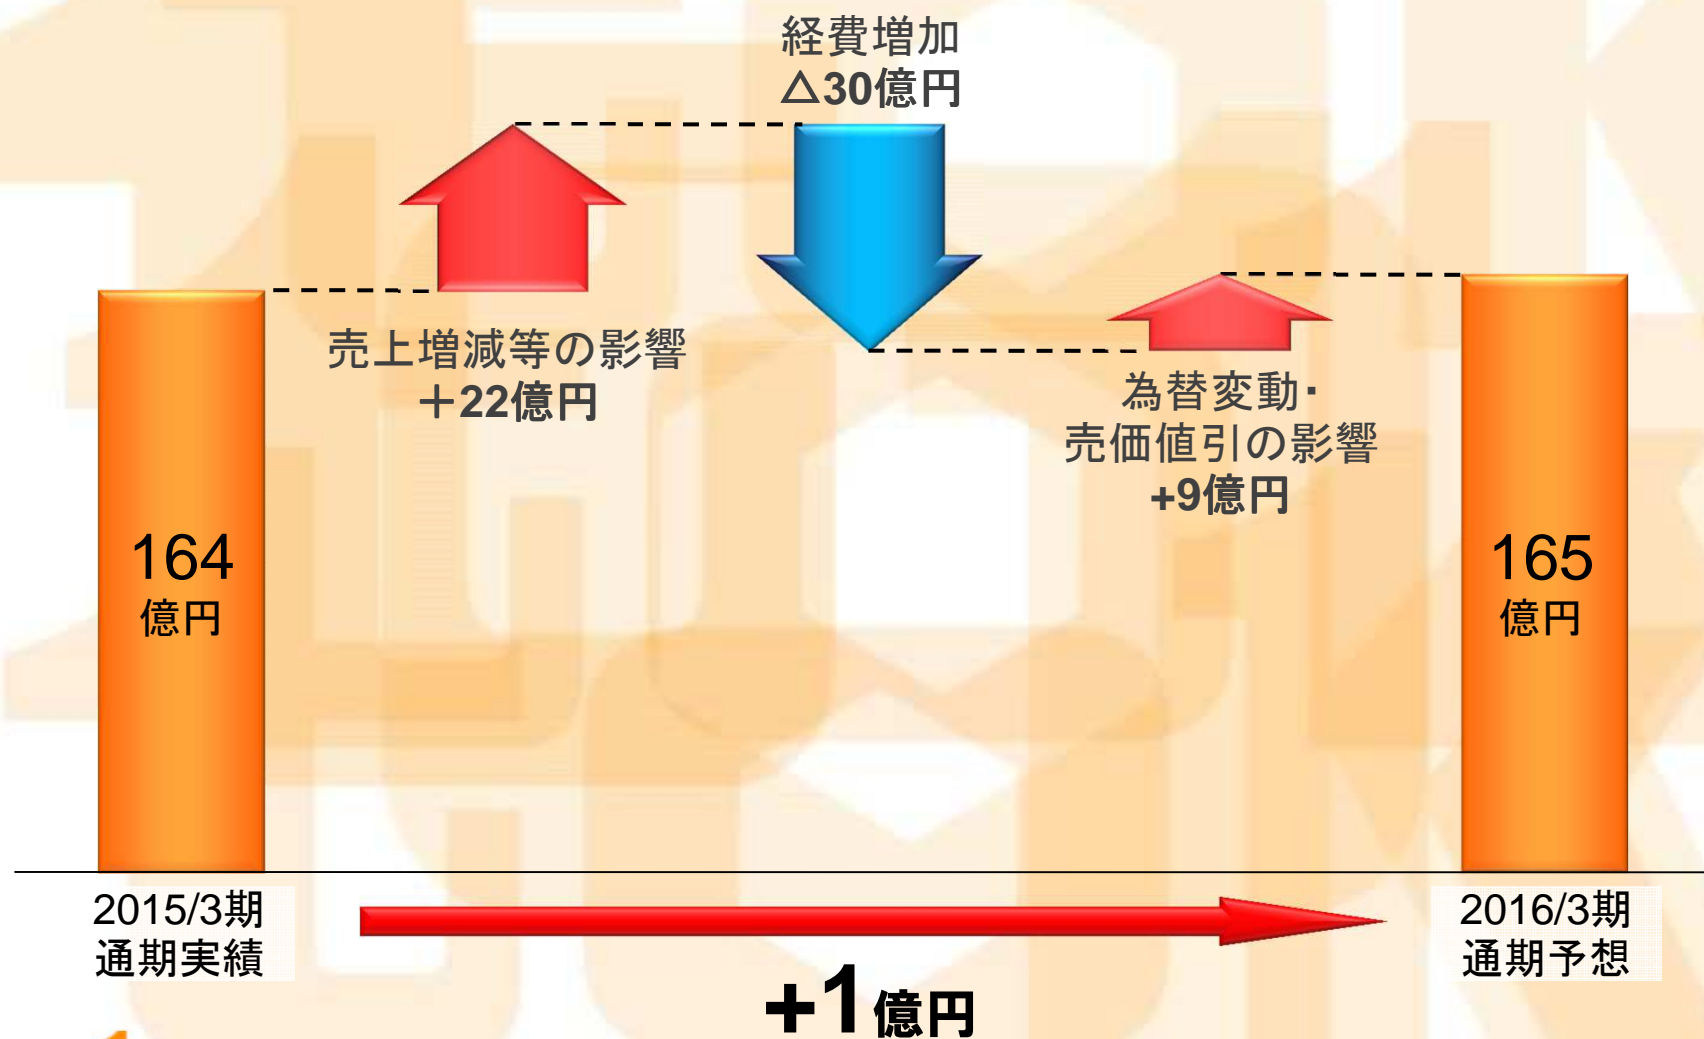 経費増加
△30億円
売上増減等の影響
＋22億円
為替変動・
売価値引の影響
+9億円
164
億円
165
億円
2015/3期
通期実績
2016/3期
通期予想
+1億円